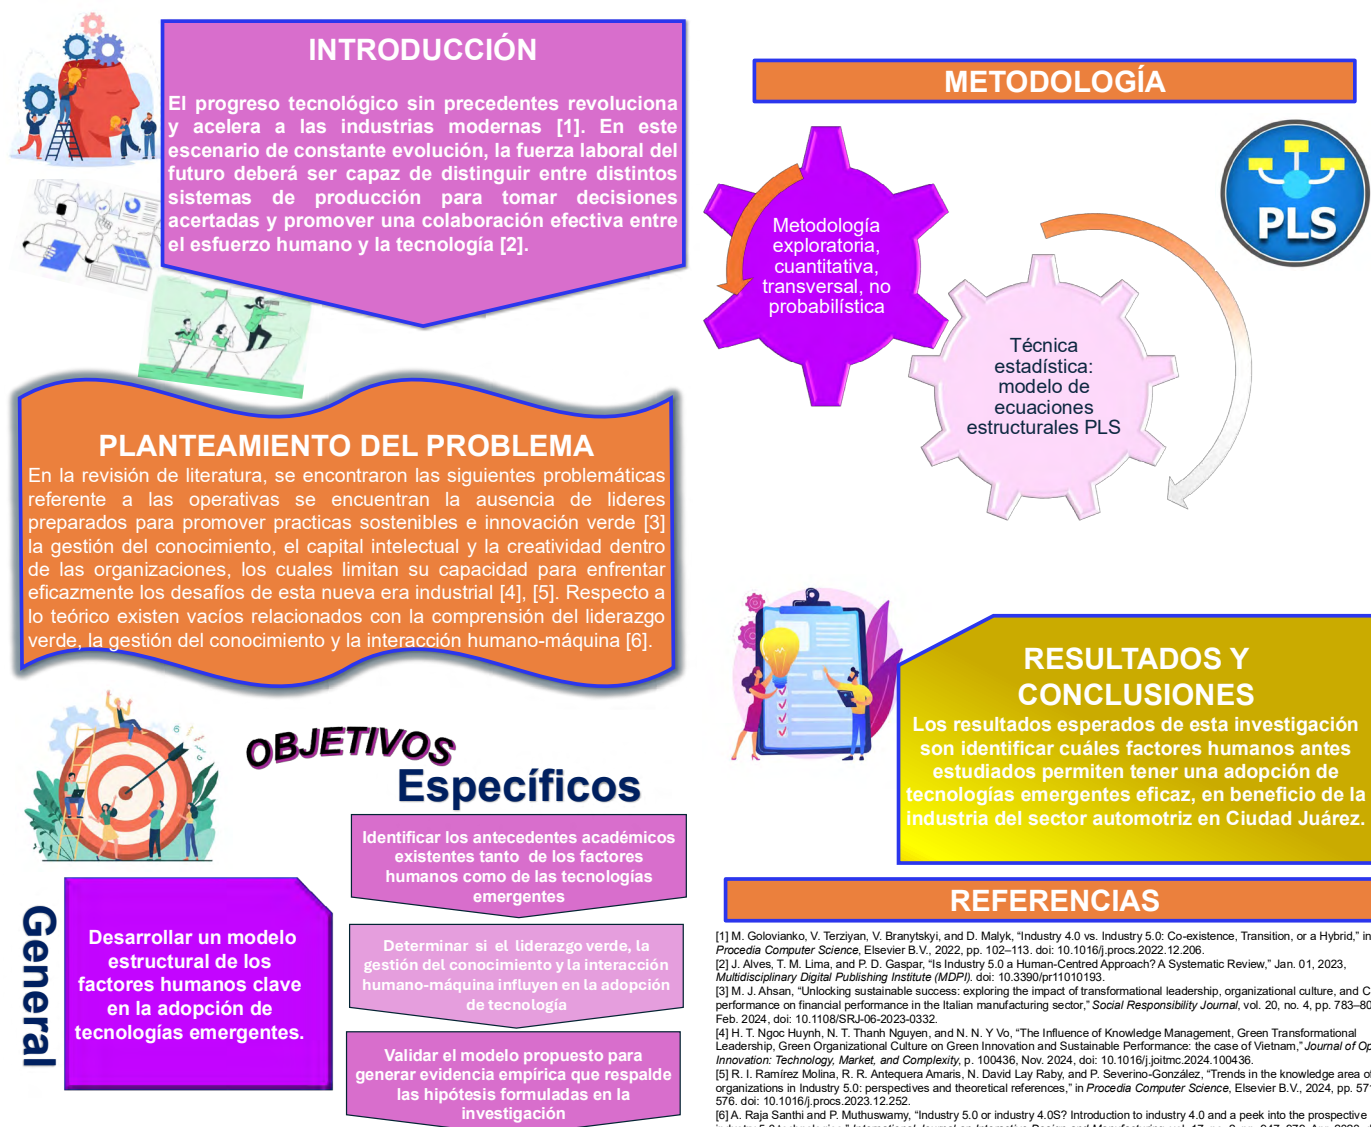 INTRODUCCIÓN
El progreso tecnológico sin precedentes revoluciona
y acelera a las industrias modernas [1]. En este
escenario de constante evolución, la fuerza laboral del
futuro deberá ser capaz de distinguir entre distintos
sistemas de producción para tomar decisiones
acertadas y promover una colaboración efectiva entre
el esfuerzo humano y la tecnología [2].
PLANTEAMIENTO DEL PROBLEMA
En la revisión de literatura, se encontraron las siguientes problemáticas
referente a las operativas se encuentran la ausencia de lideres
preparados para promover practicas sostenibles e innovación verde [3]
la gestión del conocimiento, el capital intelectual y la creatividad dentro
de las organizaciones, los cuales limitan su capacidad para enfrentar
eficazmente los desafíos de esta nueva era industrial [4], [5]. Respecto a
lo teórico existen vacíos relacionados con la comprensión del liderazgo
verde, la gestión del conocimiento y la interacción humano-máquina [6].
OBJETIVOS
General
Desarrollar un modelo
estructural de los
factores humanos clave
en la adopción de
tecnologías emergentes.
Específicos
Identificar los antecedentes académicos
existentes tanto de los factores
humanos como de las tecnologías
emergentes
Determinar si el liderazgo verde, la
gestión del conocimiento y la interacción
humano-máquina influyen en la adopción
de tecnología
Validar el modelo propuesto para
generar evidencia empírica que respalde
las hipótesis formuladas en la
investigación
METODOLOGÍA
Metodología
exploratoria,
cuantitativa,
transversal, no
probabilística
Técnica
estadística:
modelo de
ecuaciones
estructurales PLS
PLS
RESULTADOS Y
CONCLUSIONES
Los resultados esperados de esta investigación
son identificar cuáles factores humanos antes
estudiados permiten tener una adopción de
tecnologías emergentes eficaz, en beneficio de la
industria del sector automotriz en Ciudad Juárez.
REFERENCIAS
[1] M. Golovianko, V. Terziyan, V. Branytskyi, and D. Malyk, “Industry 4.0 vs. Industry 5.0: Co-existence, Transition, or a Hybrid,” in
Procedia Computer Science, Elsevier B.V., 2022, pp. 102–113. doi: 10.1016/j.procs.2022.12.206.
[2] J. Alves, T. M. Lima, and P. D. Gaspar, “Is Industry 5.0 a Human-Centred Approach? A Systematic Review,” Jan. 01, 2023,
Multidisciplinary Digital Publishing Institute (MDPI). doi: 10.3390/pr11010193.
[3] M. J. Ahsan, “Unlocking sustainable success: exploring the impact of transformational leadership, organizational culture, and C
performance on financial performance in the Italian manufacturing sector,” Social Responsibility Journal, vol. 20, no. 4, pp. 783–80
Feb. 2024, doi: 10.1108/SRJ-06-2023-0332.
[4] H. T. Ngoc Huynh, N. T. Thanh Nguyen, and N. N. Y Vo, “The Influence of Knowledge Management, Green Transformational
Leadership, Green Organizational Culture on Green Innovation and Sustainable Performance: the case of Vietnam,” Journal of Op
Innovation: Technology, Market, and Complexity, p. 100436, Nov. 2024, doi: 10.1016/j.joitmc.2024.100436.
[5] R. I. Ramírez Molina, R. R. Antequera Amaris, N. David Lay Raby, and P. Severino-González, “Trends in the knowledge area of
organizations in Industry 5.0: perspectives and theoretical references,” in Procedia Computer Science, Elsevier B.V., 2024, pp. 571
576. doi: 10.1016/j.procs.2023.12.252.
[6] A. Raja Santhi and P. Muthuswamy, “Industry 5.0 or industry 4.0S? Introduction to industry 4.0 and a peek into the prospective